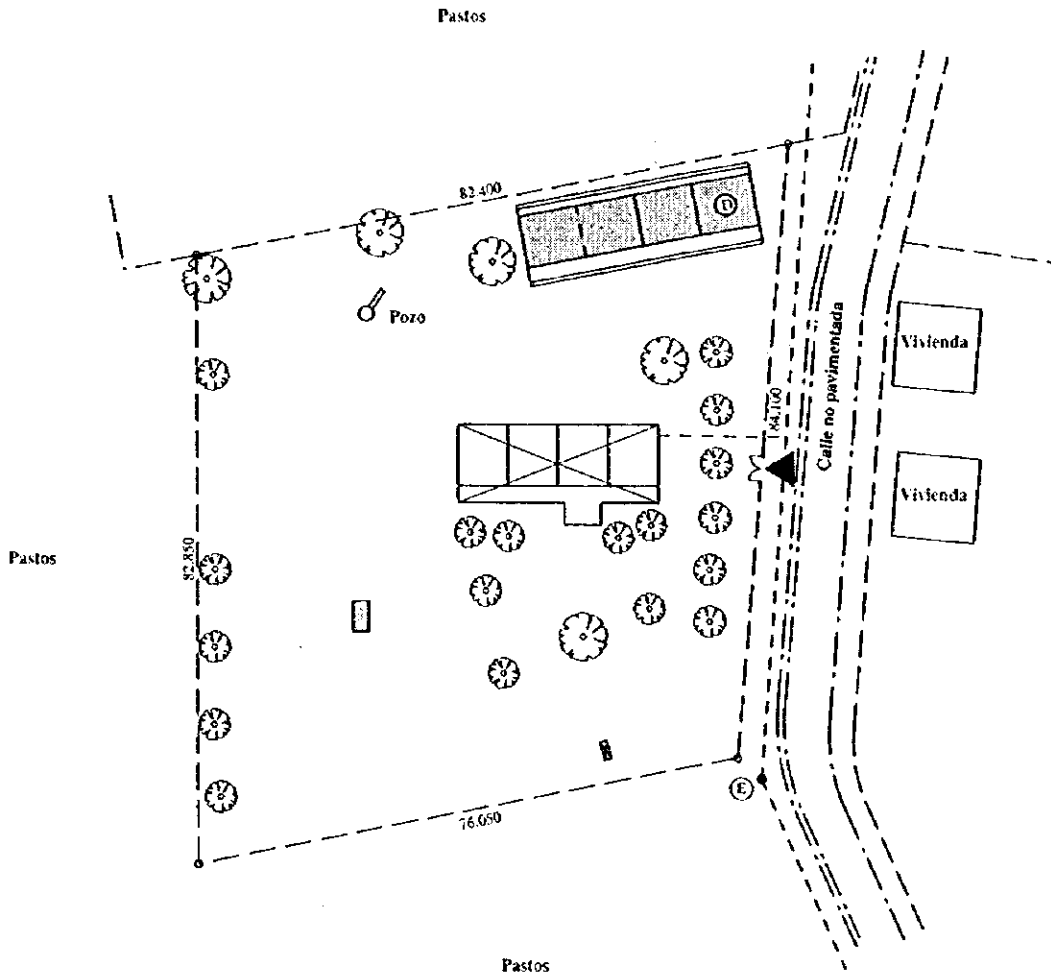 Pastos
82.400
D
Pozo
Vivienda
Calle no pavimentada
84.100
Vivienda
Pastos
82.850
E
76.050
Pastos